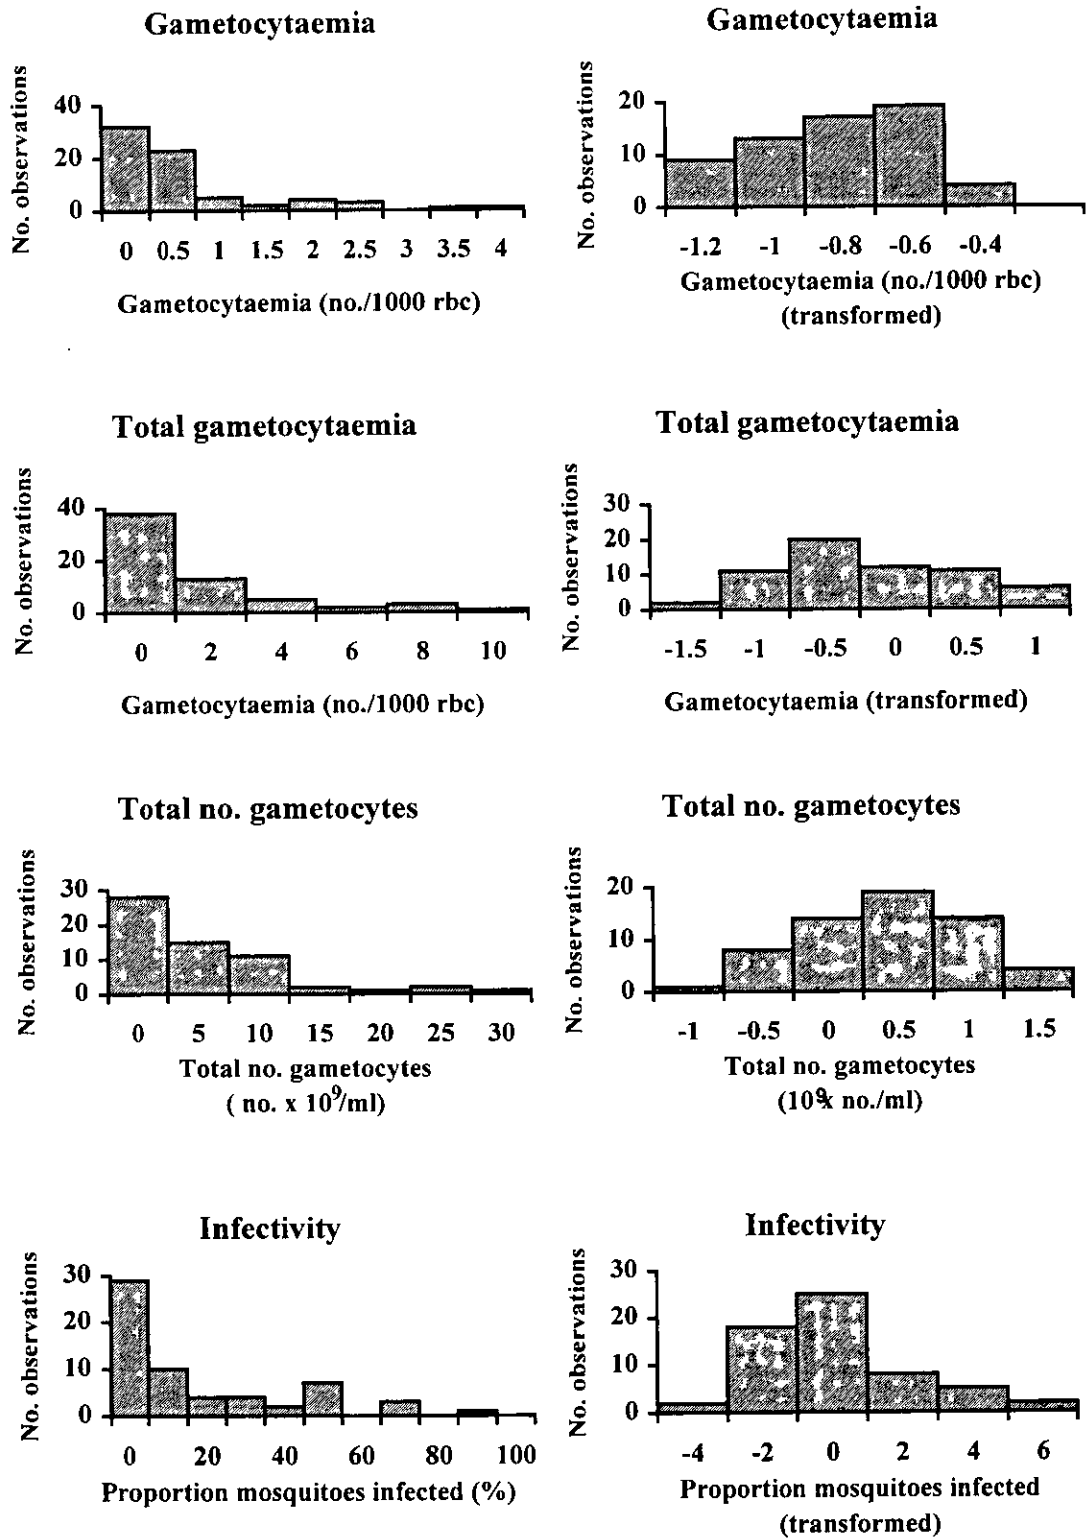 Gametocytaemia
No. observations
40
20
0
0 0.5 1 1.5 2 2.5 3 3.5 4
Gametocytaemia (no./1000 rbc)
Gametocytaemia
No. observations
20
10
0
-1.2 -1 -0.8 -0.6 -0.4
Gametocytaemia (no./1000 rbc)
(transformed)
Total gametocytaemia
No. observations
40
20
0
0 2 4 6 8 10
Gametocytaemia (no./1000 rbc)
Total gametocytaemia
No. observations
30
20
10
0
-1.5 -1 -0.5 0 0.5 1
Gametocytaemia (transformed)
Total no. gametocytes
No. observations
30
20
10
0
0 5 10 15 20 25 30
Total no. gametocytes
( no. x 10⁹/ml)
Total no. gametocytes
No. observations
20
10
0
-1 -0.5 0 0.5 1 1.5
Total no. gametocytes
(10⁹x no./ml)
Infectivity
No. observations
30
20
10
0
0 20 40 60 80 100
Proportion mosquitoes infected (%)
Infectivity
No. observations
30
20
10
0
-4 -2 0 2 4 6
Proportion mosquitoes infected
(transformed)